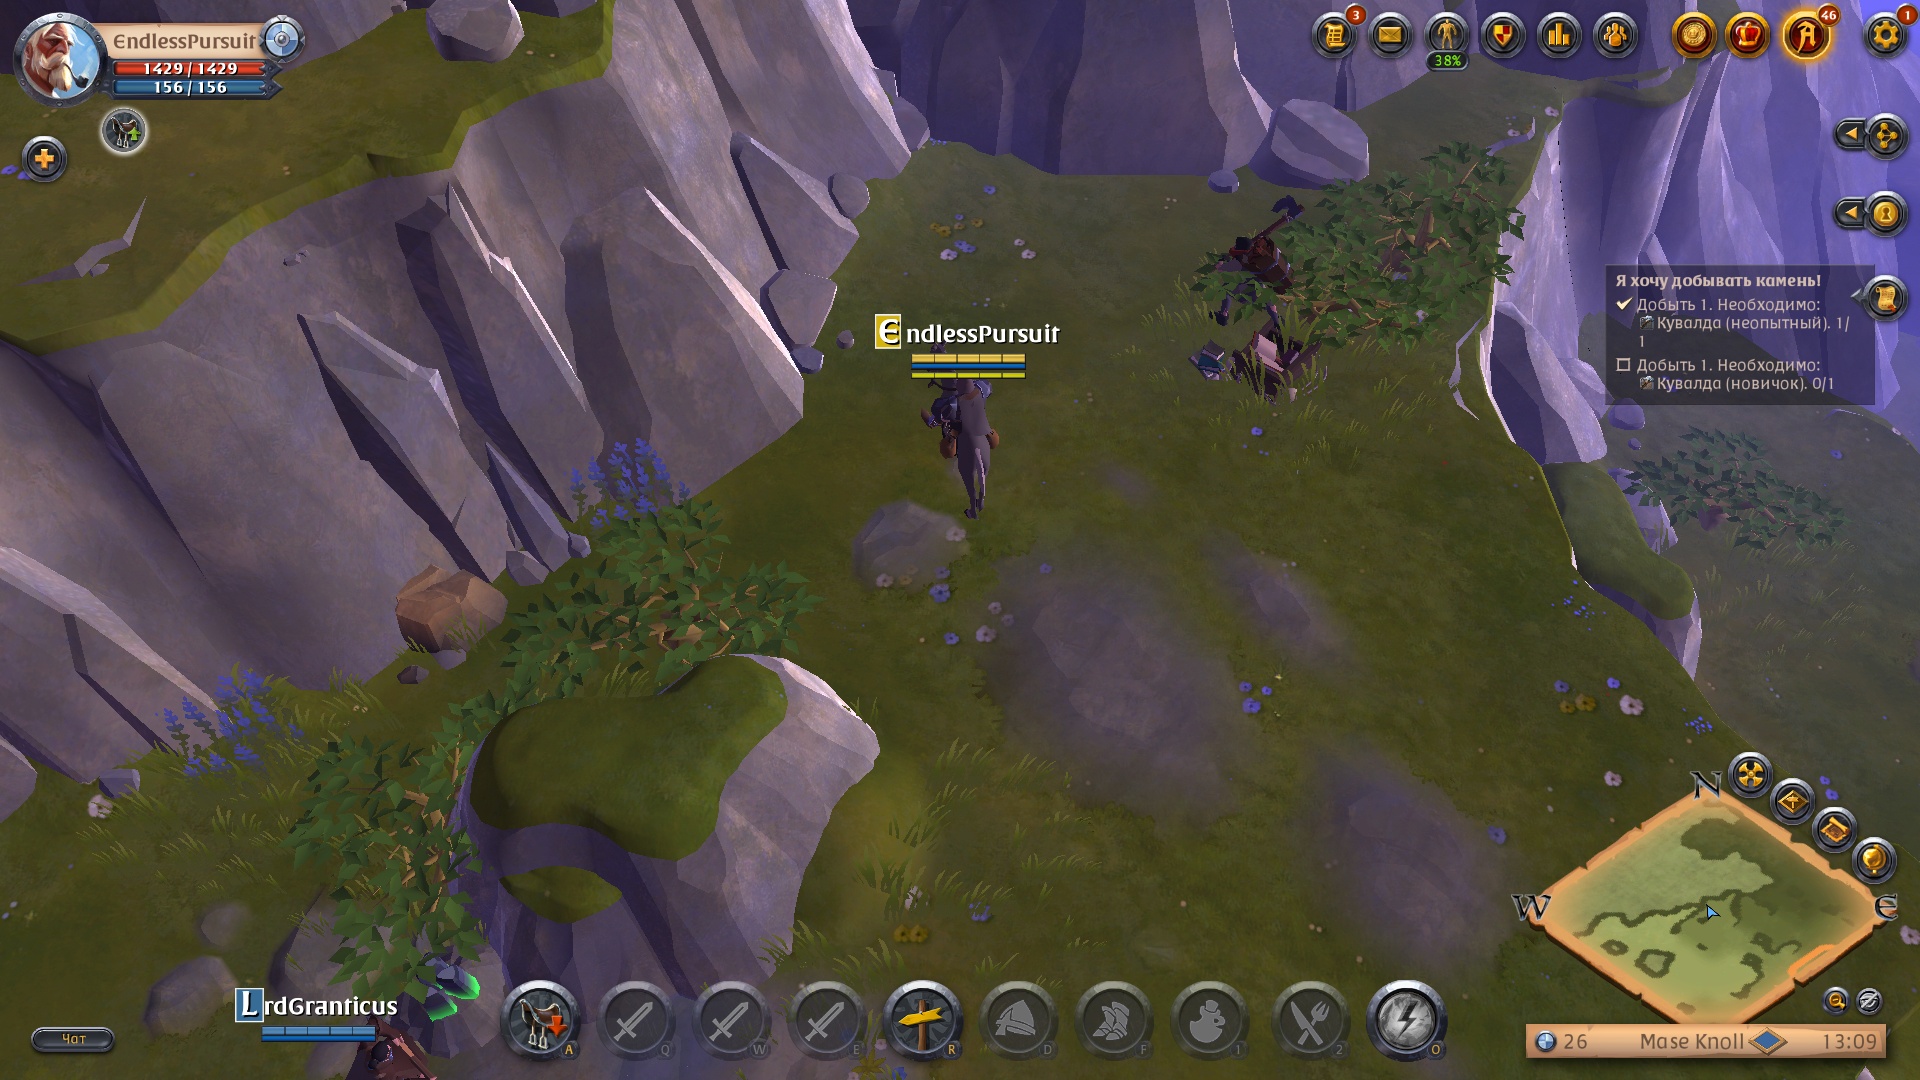 EndlessPursuit
1429 / 1429
156 / 156
3
38%
46
1
Я хочу добывать камень!
Добыть 1. Необходимо:
Кувалда (неопытный). 1/
1
Добыть 1. Необходимо:
Кувалда (новичок). 0/1
EndlessPursuit
N
W
E
LrdGranticus
Чат
A
Q
W
E
R
D
F
1
2
O
26
Mase Knoll
13:09